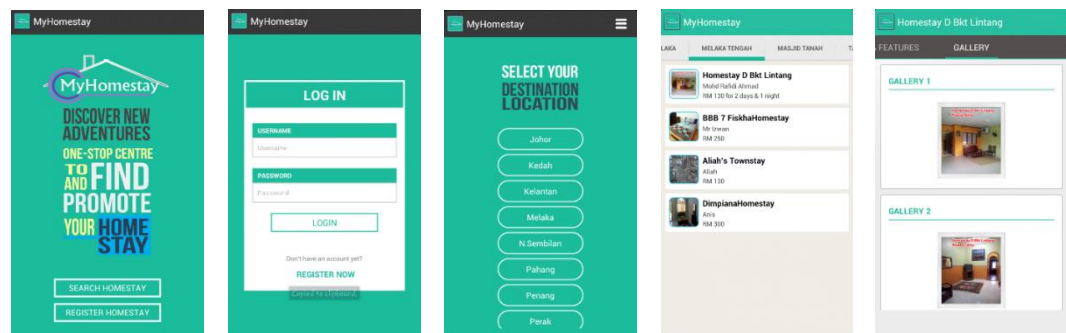 MyHomestay
MyHomestay
DISCOVER NEW
ADVENTURES
ONE-STOP CENTRE
TO
AND FIND
PROMOTE
YOUR HOME
STAY
SEARCH HOMESTAY
REGISTER HOMESTAY
MyHomestay
LOG IN
USERNAME
Username
PASSWORD
Password
LOGIN
Don't have an account yet?
REGISTER NOW
Copied to clipboard.
MyHomestay
SELECT YOUR
DESTINATION
LOCATION
Johor
Kedah
Kelantan
Melaka
N.Sembilan
Pahang
Penang
Perak
MyHomestay
LAKA MELAKA TENGAH MASJID TANAH
Homestay D Bkt Lintang
Mohd Rafidi Ahmad
RM 130 for 2 days & 1 night
BBB 7 FiskhaHomestay
Mr Izwan
RM 250
Aliah's Townstay
Aliah
RM 130
DimpianaHomestay
Anis
RM 300
Homestay D Bkt Lintang
FEATURES GALLERY
GALLERY 1
GALLERY 2